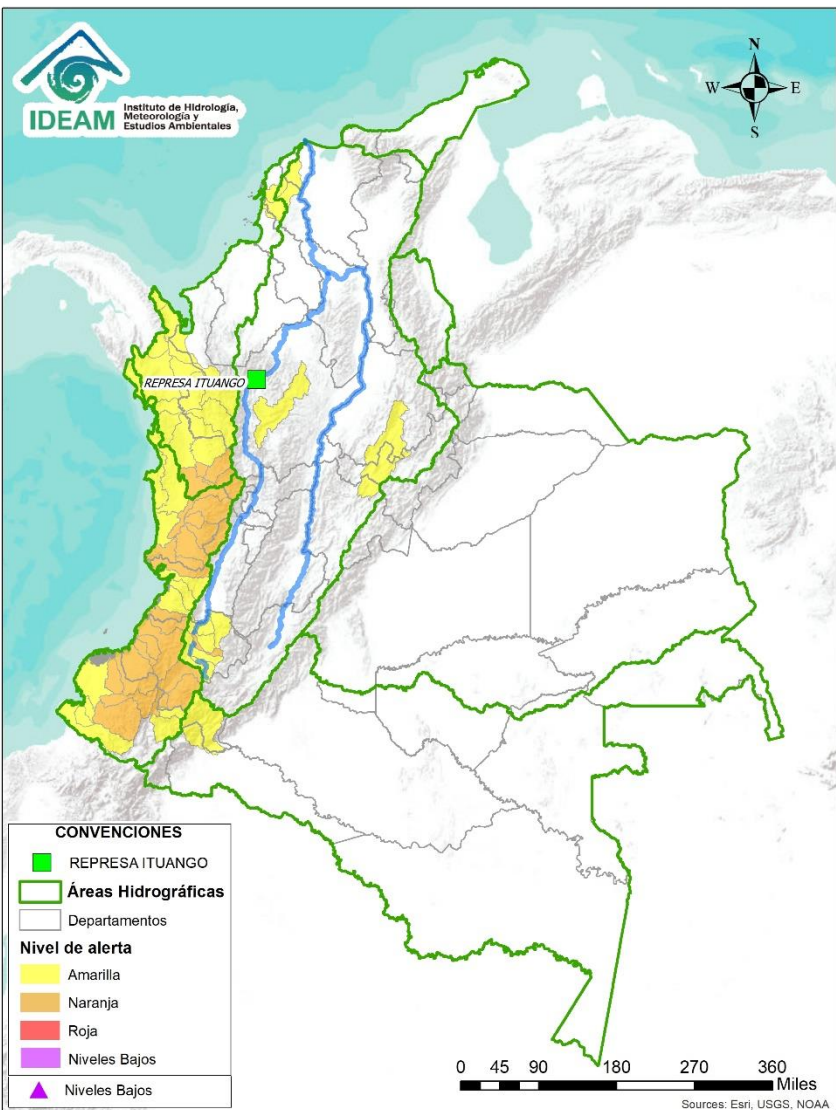 IDEAM
Instituto de Hidrología,
Meteorología y
Estudios Ambientales
N
W
E
S
REPRESA ITUANGO
CONVENCIONES
REPRESA ITUANGO
Áreas Hidrográficas
Departamentos
Nivel de alerta
Amarilla
Naranja
Roja
Niveles Bajos
Niveles Bajos
0 45 90 180 270 360
Miles
Sources: Esri, USGS, NOAA